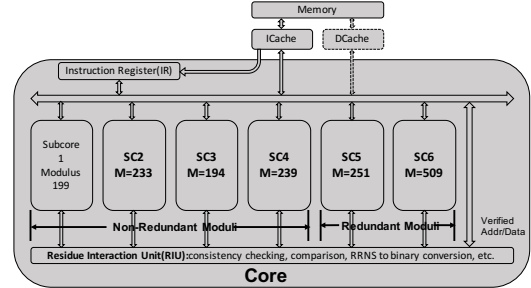 Memory
ICache
DCache
Instruction Register(IR)
Subcore
1
Modulus
199
SC2
M=233
SC3
M=194
SC4
M=239
SC5
M=251
SC6
M=509
Non-Redundant Moduli
Redundant Moduli
Verified
Addr/Data
Residue Interaction Unit(RIU):consistency checking, comparison, RRNS to binary conversion, etc.
Core